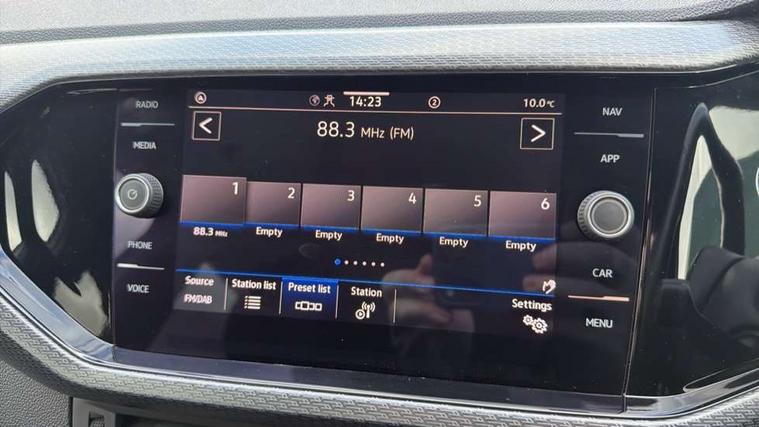 RADIO
MEDIA
PHONE
VOICE
14:23
2
10.0°C
88.3 MHz (FM)
1 2 3 4 5 6
88.3 MHz Empty Empty Empty Empty Empty
Source Station list Preset list Station Settings
FM/DAB
NAV
APP
CAR
MENU